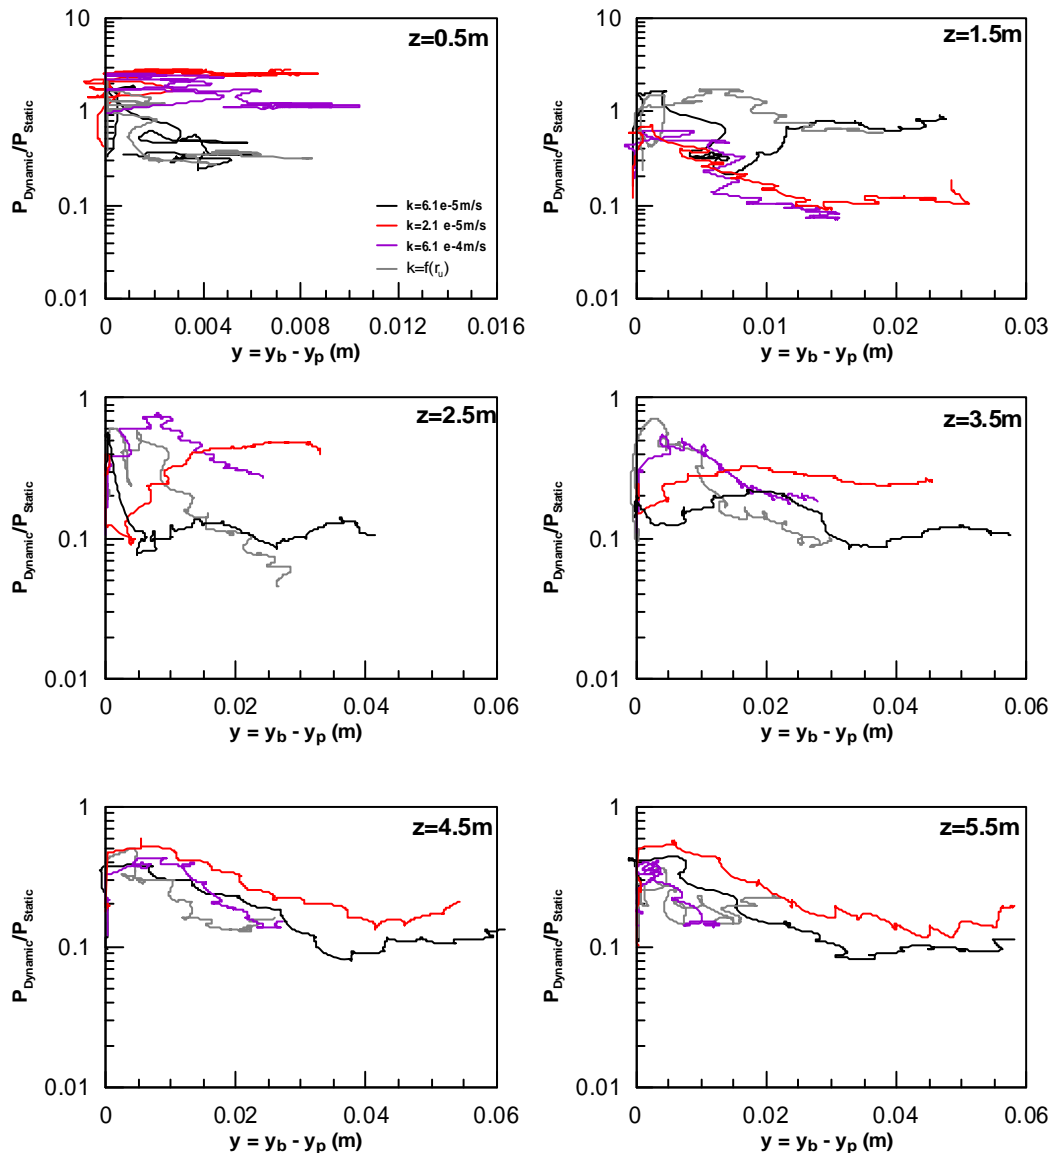 z=0.5m
10
1
0.1
0.01
P_Dynamic/P_Static
k=6.1e-5m/s
k=2.1 e-5m/s
k=6.1 e-4m/s
k=f(r_u)
0 0.004 0.008 0.012 0.016
y = y_b - y_p (m)
z=1.5m
10
1
0.1
0.01
P_Dynamic/P_Static
0 0.01 0.02 0.03
y = y_b - y_p (m)
z=2.5m
1
0.1
0.01
P_Dynamic/P_Static
0 0.02 0.04 0.06
y = y_b - y_p (m)
z=3.5m
1
0.1
0.01
P_Dynamic/P_Static
0 0.02 0.04 0.06
y = y_b - y_p (m)
z=4.5m
1
0.1
0.01
P_Dynamic/P_Static
0 0.02 0.04 0.06
y = y_b - y_p (m)
z=5.5m
1
0.1
0.01
P_Dynamic/P_Static
0 0.02 0.04 0.06
y = y_b - y_p (m)